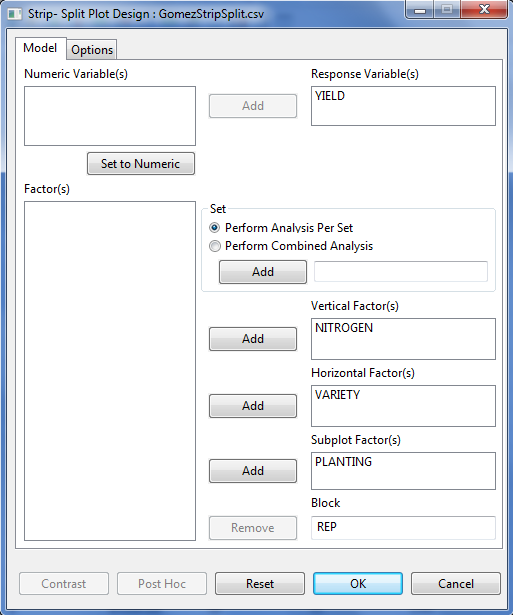 Strip- Split Plot Design : GomezStripSplit.csv
Model Options
Numeric Variable(s)
Response Variable(s)
Add
YIELD
Set to Numeric
Factor(s)
Set
Perform Analysis Per Set
Perform Combined Analysis
Add
Vertical Factor(s)
Add
NITROGEN
Horizontal Factor(s)
Add
VARIETY
Subplot Factor(s)
Add
PLANTING
Block
Remove
REP
Contrast Post Hoc Reset OK Cancel